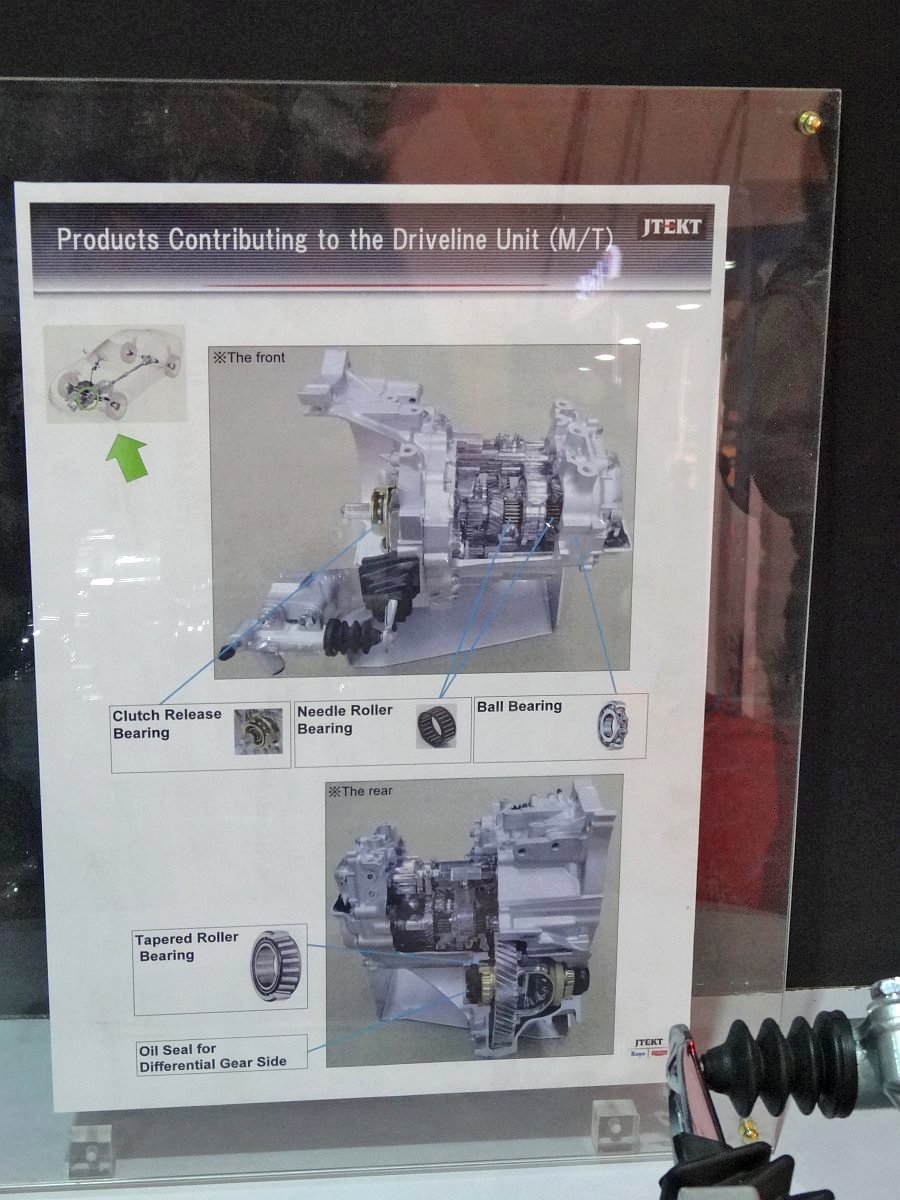 Products Contributing to the Driveline Unit (M/T)
JTEKT
※The front
Clutch Release
Bearing
Needle Roller
Bearing
Ball Bearing
※The rear
Tapered Roller
Bearing
Oil Seal for
Differential Gear Side
JTEKT
Koyo